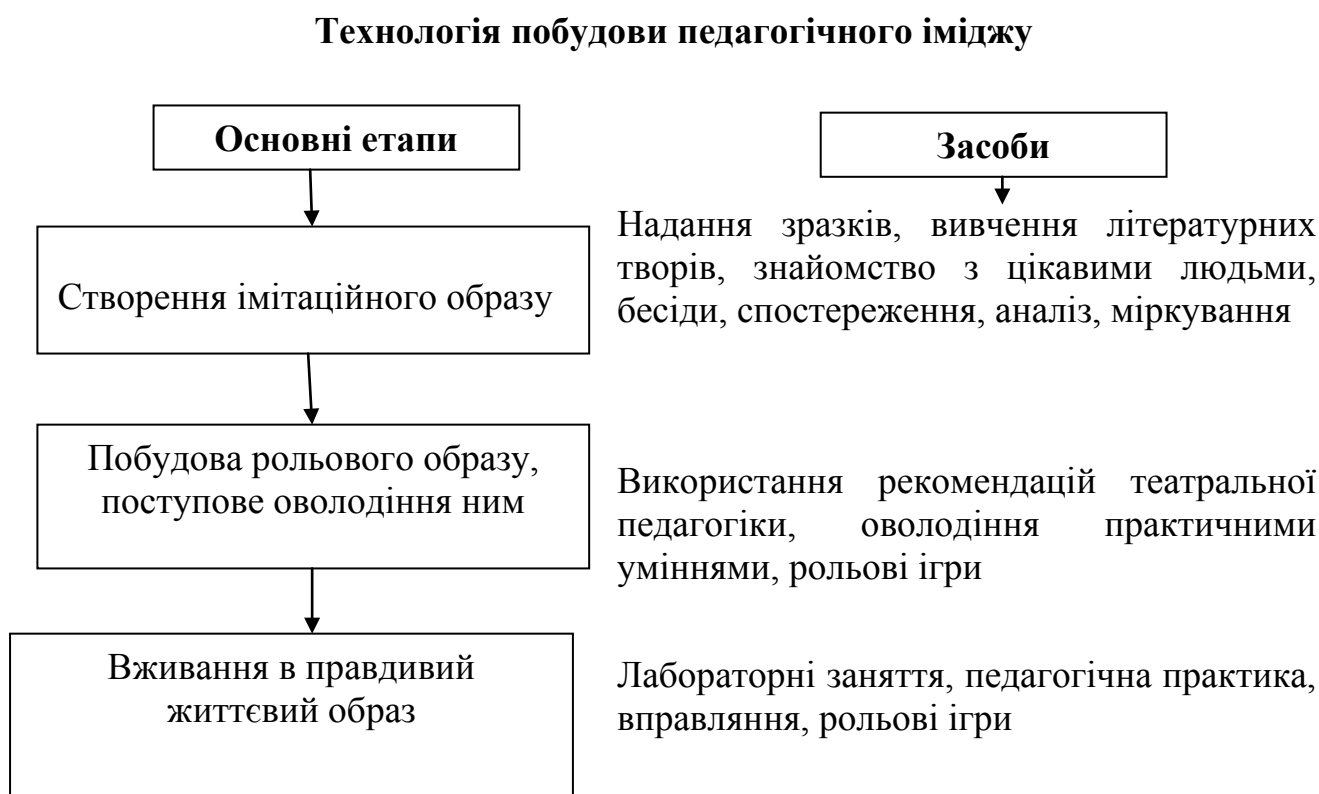 Технологія побудови педагогічного іміджу
Основні етапи
Засоби
Створення імітаційного образу
Надання зразків, вивчення літературних
творів, знайомство з цікавими людьми,
бесіди, спостереження, аналіз, міркування
Побудова рольового образу,
поступове оволодіння ним
Використання рекомендацій театральної
педагогіки, оволодіння практичними
уміннями, рольові ігри
Вживання в правдивий
життєвий образ
Лабораторні заняття, педагогічна практика,
вправляння, рольові ігри